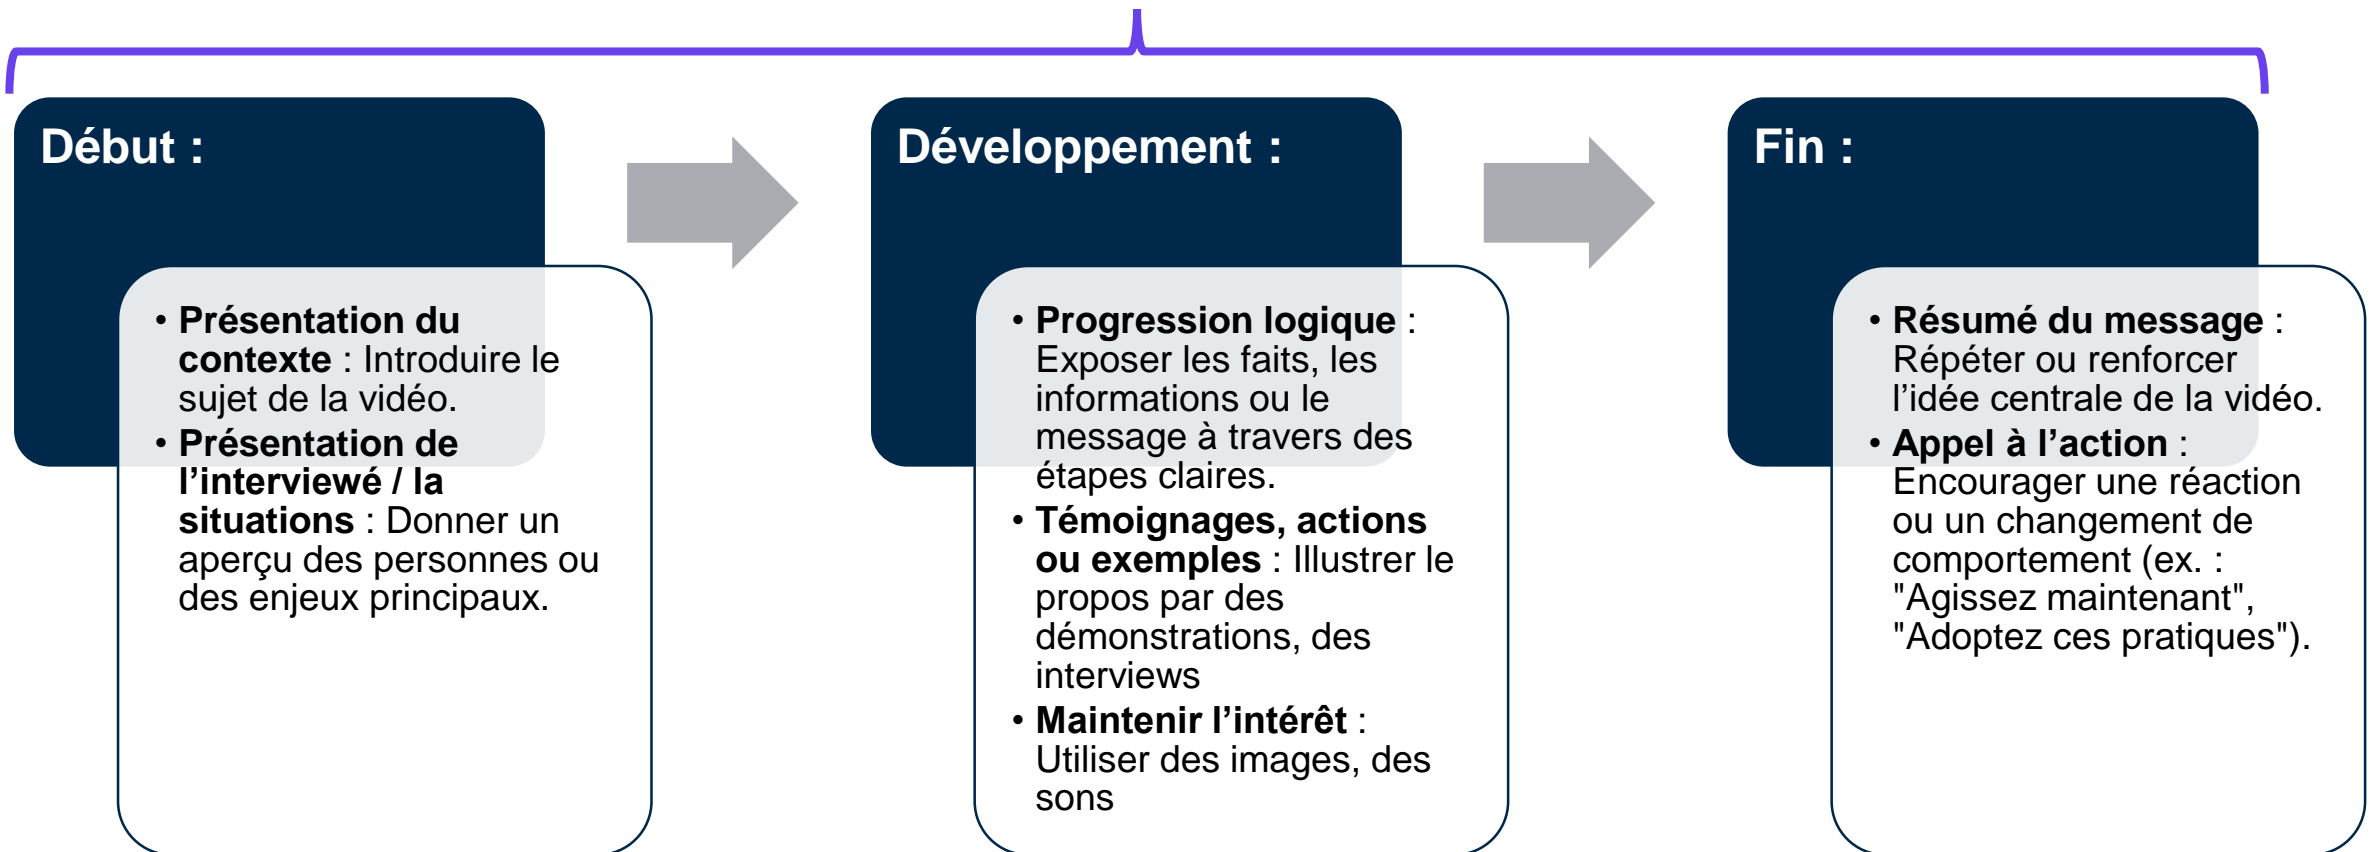 Début :
• Présentation du
contexte : Introduire le
sujet de la vidéo.
• Présentation de
l’interviewé / la
situations : Donner un
aperçu des personnes ou
des enjeux principaux.
Développement :
• Progression logique :
Exposer les faits, les
informations ou le
message à travers des
étapes claires.
• Témoignages, actions
ou exemples : Illustrer le
propos par des
démonstrations, des
interviews
• Maintenir l’intérêt :
Utiliser des images, des
sons
Fin :
• Résumé du message :
Répéter ou renforcer
l’idée centrale de la vidéo.
• Appel à l’action :
Encourager une réaction
ou un changement de
comportement (ex. :
"Agissez maintenant",
"Adoptez ces pratiques").